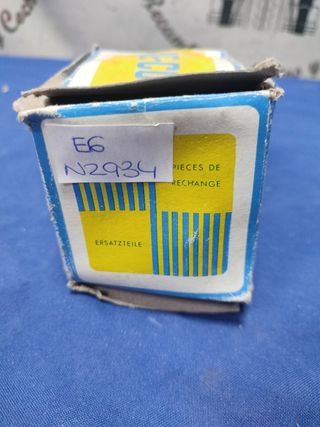 E6
N2934
PIECES DE
RECHANGE
ERSATZTEILE